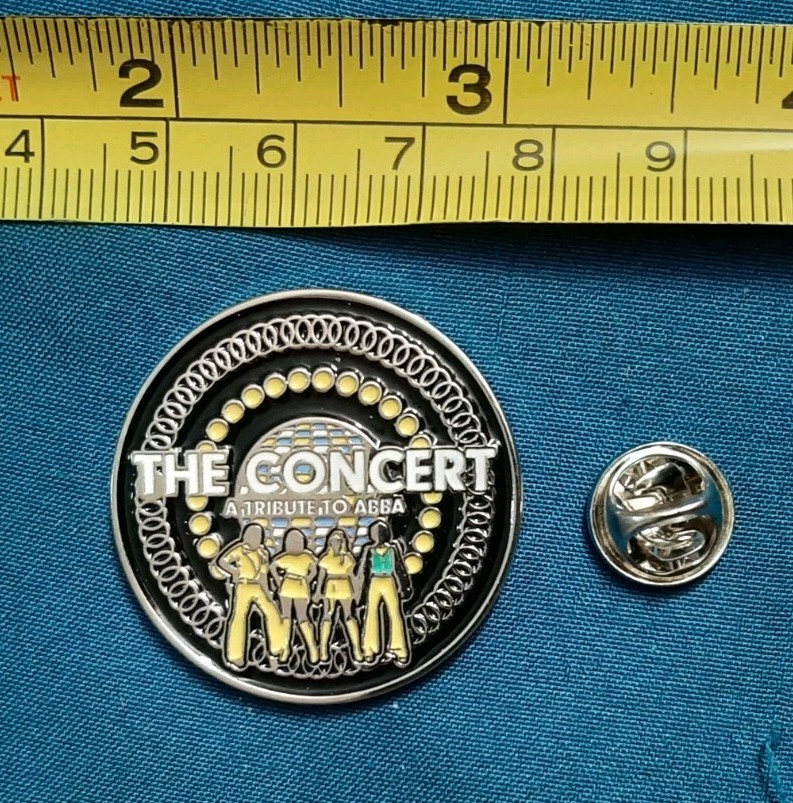 2 3
4 5 6 7 8 9
THE CONCERT
A TRIBUTE TO ABBA